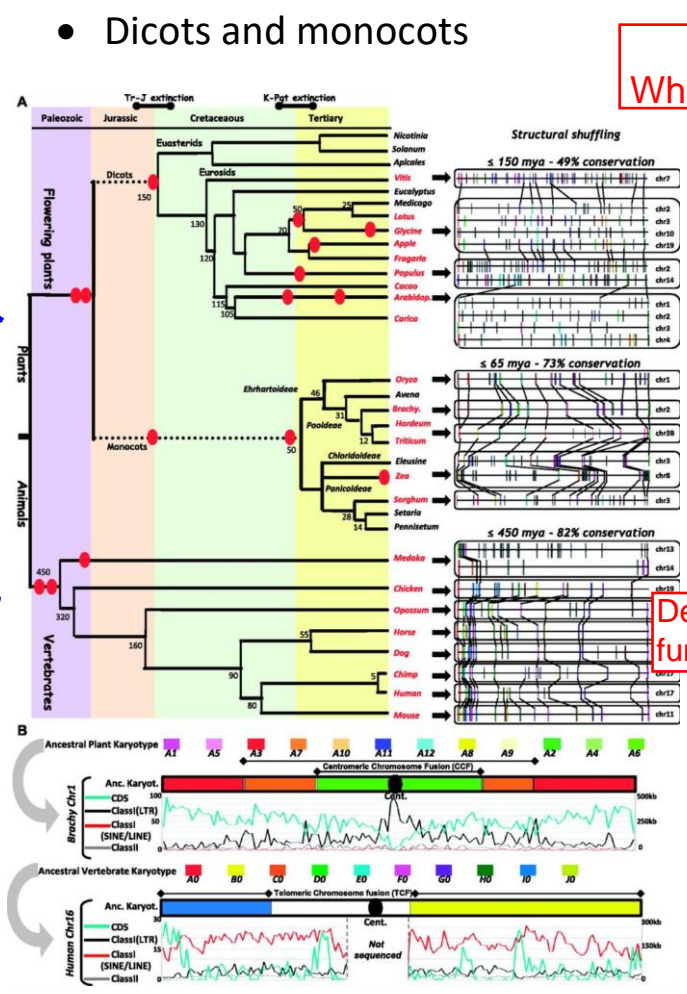 • Dicots and monocots
Wh
A
Tr-J extinction
K-Pgt extinction
Paleozoic
Jurassic
Cretaceaous
Tertiary
Structural shuffling
Flowering plants
Plants
Animals
Vertebrates
Dicots
Monocots
Euasterids
Eurosids
Ehrhartoideae
Pooideae
Chloridoideae
Panicoideae
150
130
120
115
105
70
50
25
46
31
12
50
28
14
450
320
160
90
80
55
5
Nicotinia
Solanum
Apicales
Vitis
Eucalyptus
Medicago
Lotus
Glycine
Apple
Fragaria
Populus
Cacao
Arabidop.
Carica
Oryza
Avena
Brachy.
Hordeum
Triticum
Eleusine
Zea
Sorghum
Setaria
Pennisetum
Medaka
Chicken
Opossum
Horse
Dog
Chimp
Human
Mouse
≤ 150 mya - 49% conservation
chr7
chr2
chr3
chr10
chr19
chr2
chr14
chr1
chr2
chr3
chr4
≤ 65 mya - 73% conservation
chr1
chr2
chr3B
chr3
chr8
chr3
≤ 450 mya - 82% conservation
chr13
chr14
chr19
De
fu
chr17
chr17
chr11
B
Ancestral Plant Karyotype
A1 A5 A3 A7 A10 A11 A12 A8 A9 A2 A4 A6
Centromeric Chromosome Fusion (CCF)
Brachy Chr1
Anc. Karyot.
Cent.
CDS
ClassI(LTR)
ClassI
(SINE/LINE)
ClassII
100
50
0
500kb
250kb
0
Ancestral Vertebrate Karyotype
A0 B0 C0 D0 E0 F0 G0 H0 I0 J0
Telomeric Chromosome fusion (TCF)
Human Chr16
Anc. Karyot.
Cent.
CDS
ClassI(LTR)
ClassI
(SINE/LINE)
ClassII
30
15
0
Not
sequenced
300kb
150kb
0